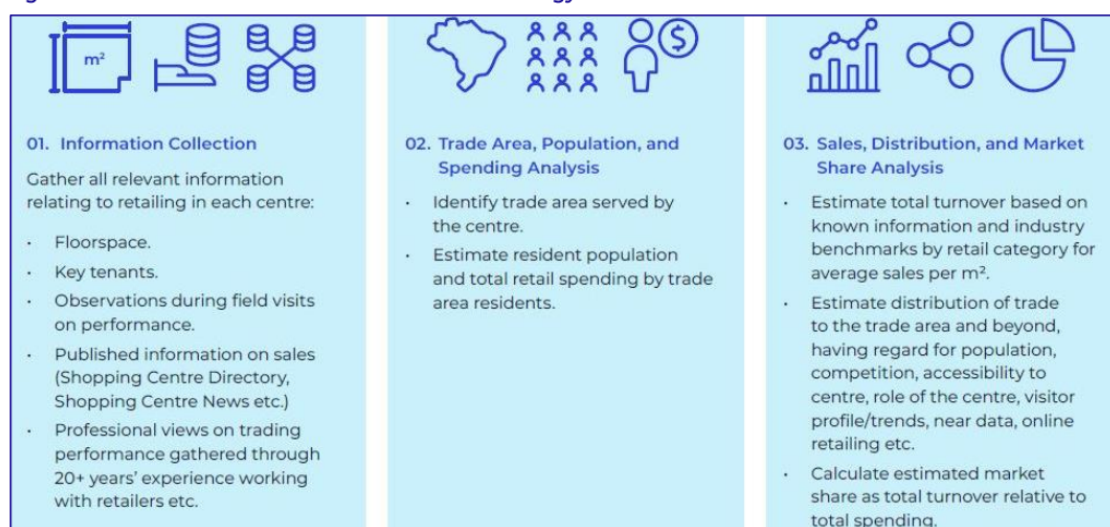 m²
01. Information Collection
Gather all relevant information
relating to retailing in each centre:
• Floorspace.
• Key tenants.
• Observations during field visits
on performance.
• Published information on sales
(Shopping Centre Directory,
Shopping Centre News etc.)
• Professional views on trading
performance gathered through
20+ years' experience working
with retailers etc.
$
02. Trade Area, Population, and
Spending Analysis
• Identify trade area served by
the centre.
• Estimate resident population
and total retail spending by trade
area residents.
03. Sales, Distribution, and Market
Share Analysis
• Estimate total turnover based on
known information and industry
benchmarks by retail category for
average sales per m².
• Estimate distribution of trade
to the trade area and beyond,
having regard for population,
competition, accessibility to
centre, role of the centre, visitor
profile/trends, near data, online
retailing etc.
• Calculate estimated market
share as total turnover relative to
total spending.